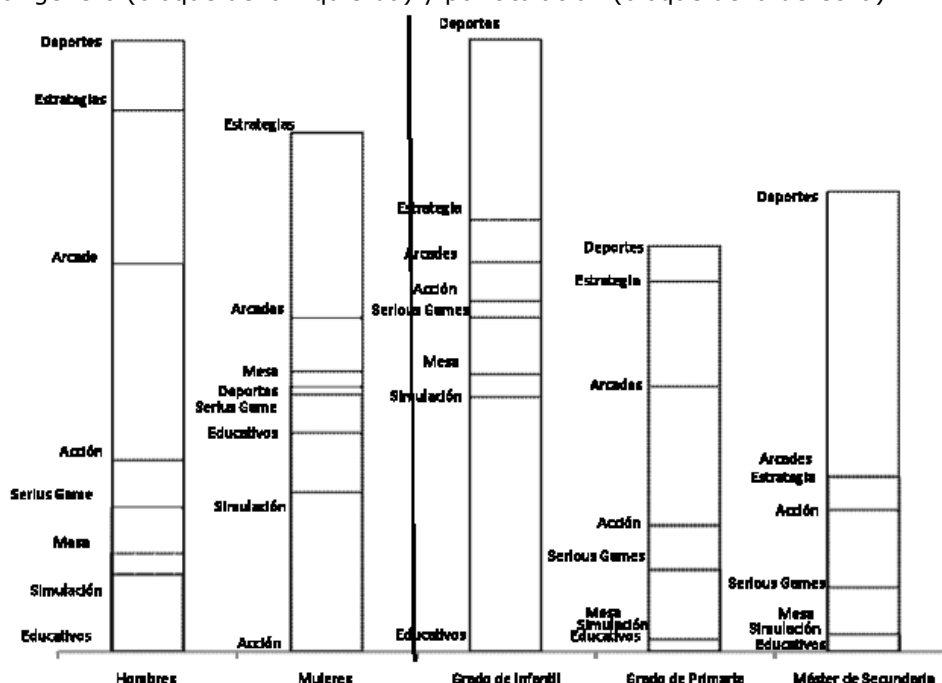 Deportes
Estrategias
Arcade
Acción
Serius Game
Mesa
Simulación
Educativos
Hombres
Estrategias
Arcadas
Mesa
Deportes
Serius Game
Educativos
Simulación
Acción
Mujeres
Deportes
Estrategia
Arcades
Acción
Serious Games
Mesa
Simulación
Educativos
Grado de Infantil
Deportes
Estrategia
Arcades
Acción
Serious Games
Mesa
Simulación
Educativos
Grado de Primaria
Deportes
Arcades
Estrategia
Acción
Serious Games
Mesa
Simulación
Educativos
Máster de Secundaria